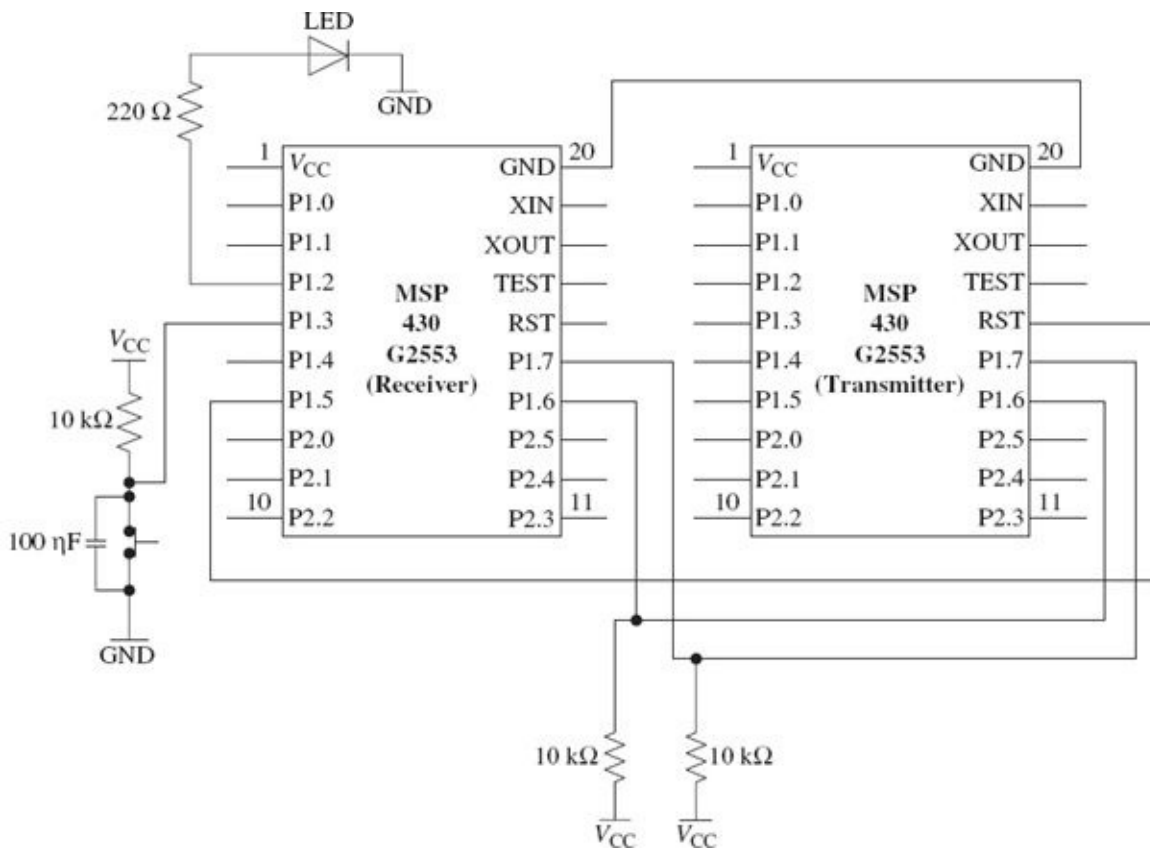 LED
GND
220 Ω
1 VCC GND 20
P1.0 XIN
P1.1 XOUT
P1.2 TEST
P1.3 RST
P1.4 P1.7
P1.5 P1.6
P2.0 P2.5
P2.1 P2.4
10 P2.2 P2.3 11
MSP
430
G2553
(Receiver)
1 VCC GND 20
P1.0 XIN
P1.1 XOUT
P1.2 TEST
P1.3 RST
P1.4 P1.7
P1.5 P1.6
P2.0 P2.5
P2.1 P2.4
10 P2.2 P2.3 11
MSP
430
G2553
(Transmitter)
VCC
10 kΩ
100 ηF
GND
10 kΩ 10 kΩ
VCC VCC